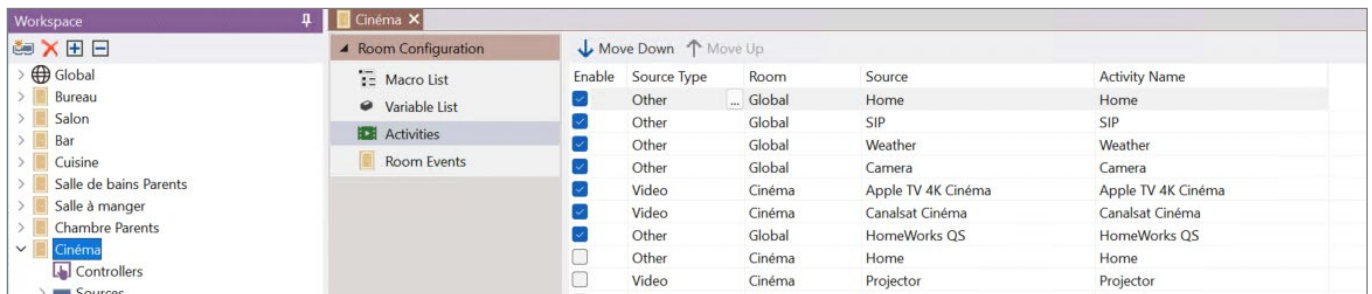 Workspace
Global
Bureau
Salon
Bar
Cuisine
Salle de bains Parents
Salle à manger
Chambre Parents
Cinéma
Controllers
Sources
Cinéma
Room Configuration
Macro List
Variable List
Activities
Room Events
Move Down Move Up
Enable Source Type Room Source Activity Name
Other ... Global Home Home
Other Global SIP SIP
Other Global Weather Weather
Other Global Camera Camera
Video Cinéma Apple TV 4K Cinéma Apple TV 4K Cinéma
Video Cinéma Canalsat Cinéma Canalsat Cinéma
Other Global HomeWorks QS HomeWorks QS
Other Cinéma Home Home
Video Cinéma Projector Projector